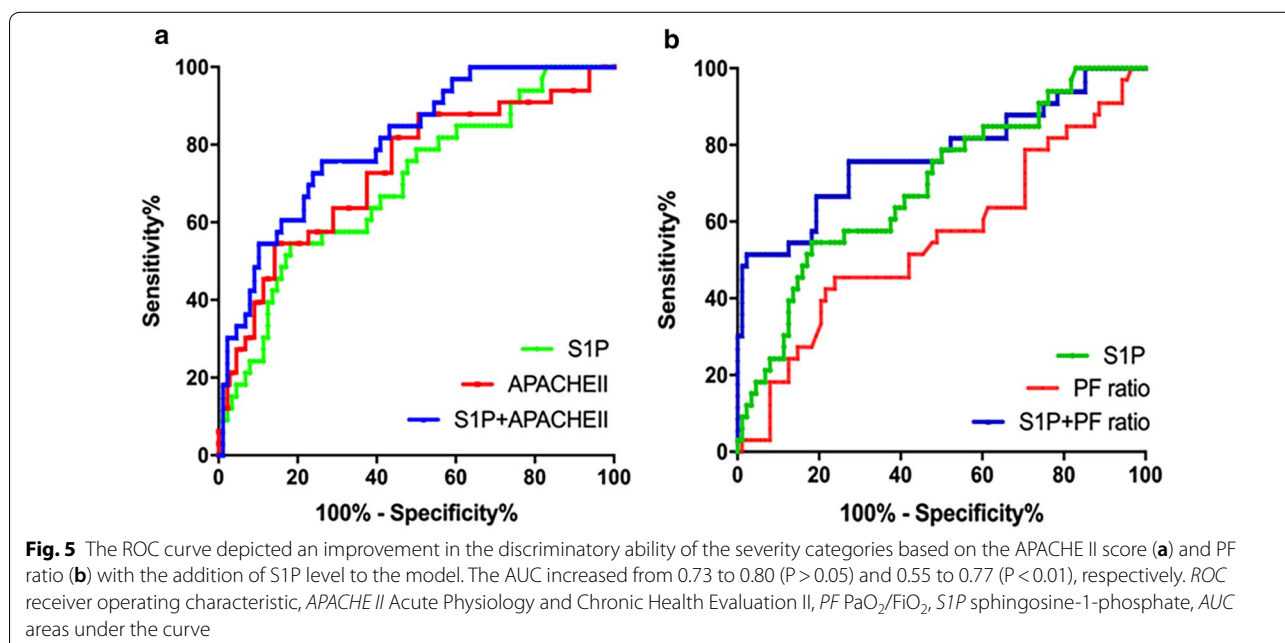 a
b
100
80
60
40
20
0
Sensitivity%
S1P
APACHEII
S1P+APACHEII
0 20 40 60 80 100
100% - Specificity%
100
80
60
40
20
0
Sensitivity%
S1P
PF ratio
S1P+PF ratio
0 20 40 60 80 100
100% - Specificity%
Fig. 5 The ROC curve depicted an improvement in the discriminatory ability of the severity categories based on the APACHE II score (a) and PF
ratio (b) with the addition of S1P level to the model. The AUC increased from 0.73 to 0.80 (P > 0.05) and 0.55 to 0.77 (P < 0.01), respectively. ROC
receiver operating characteristic, APACHE II Acute Physiology and Chronic Health Evaluation II, PF PaO₂/FiO₂, S1P sphingosine-1-phosphate, AUC
areas under the curve